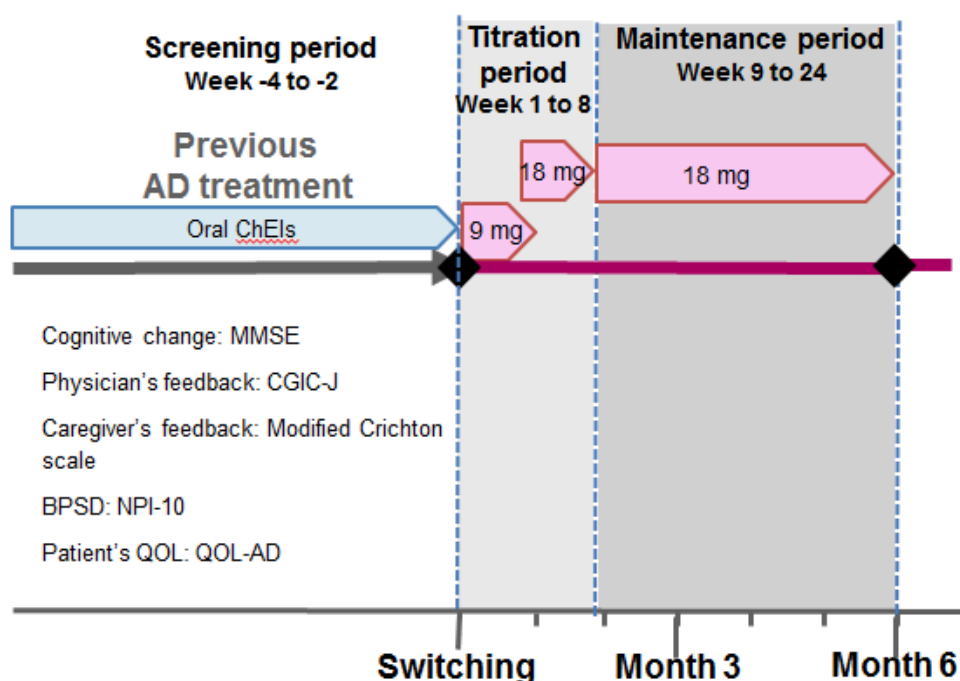 Screening period
Week -4 to -2
Titration
period
Week 1 to 8
Maintenance period
Week 9 to 24
Previous
AD treatment
Oral ChEIs
9 mg
18 mg
18 mg
Cognitive change: MMSE
Physician's feedback: CGIC-J
Caregiver's feedback: Modified Crichton
scale
BPSD: NPI-10
Patient's QOL: QOL-AD
Switching
Month 3
Month 6